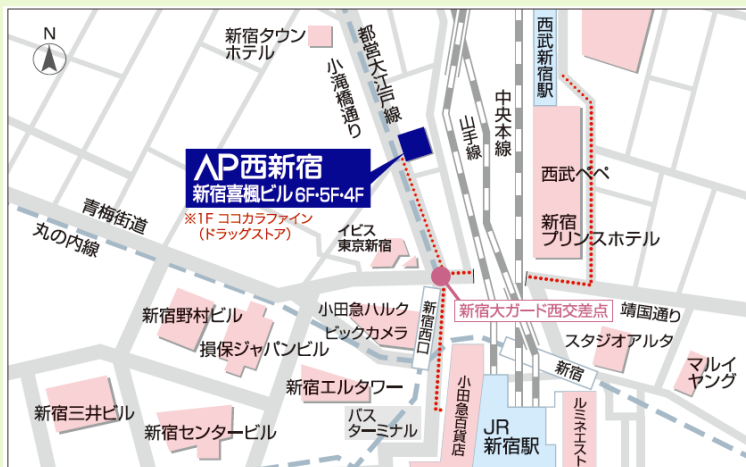 N
新宿タウン
ホテル
都営大江戸線
小滝橋通り
山手線
中央本線
西武新宿駅
AP西新宿
新宿喜楓ビル 6F・5F・4F
※1F ココカラファイン
(ドラッグストア)
西武ペペ
新宿
プリンスホテル
青梅街道
丸の内線
イビス
東京新宿
新宿大ガード西交差点
靖国通り
新宿野村ビル
損保ジャパンビル
小田急ハルク
ビックカメラ
新宿西口
スタジオアルタ
マルイ
ヤング
新宿
新宿エルタワー
新宿三井ビル
新宿センタービル
バス
ターミナル
小田急百貨店
JR
新宿駅
ルミネエスト